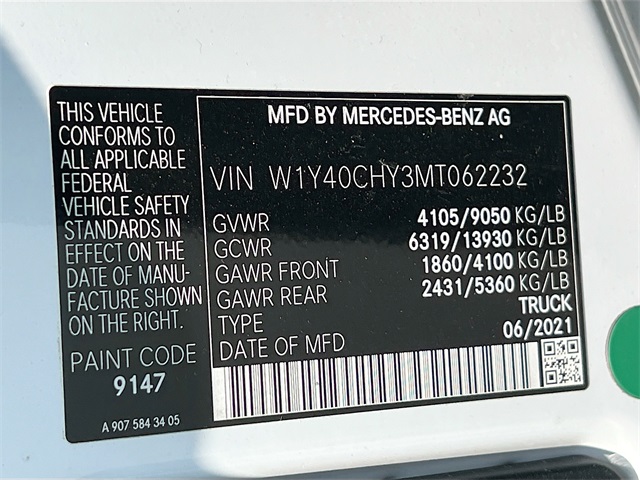 THIS VEHICLE
CONFORMS TO
ALL APPLICABLE
FEDERAL
VEHICLE SAFETY
STANDARDS IN
EFFECT ON THE
DATE OF MANU-
FACTURE SHOWN
ON THE RIGHT.
PAINT CODE
9147
A 907 584 34 05
MFD BY MERCEDES-BENZ AG
VIN W1Y40CHY3MT062232
GVWR 4105/9050 KG/LB
GCWR 6319/13930 KG/LB
GAWR FRONT 1860/4100 KG/LB
GAWR REAR 2431/5360 KG/LB
TYPE TRUCK
DATE OF MFD 06/2021